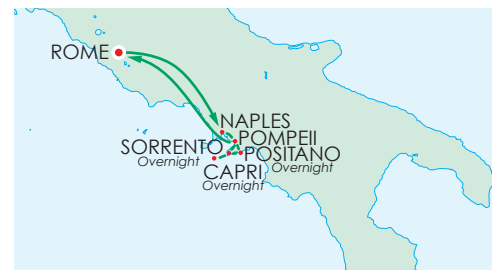 ROME
NAPLES
POMPEII
SORRENTO
Overnight
POSITANO
Overnight
CAPRI
Overnight